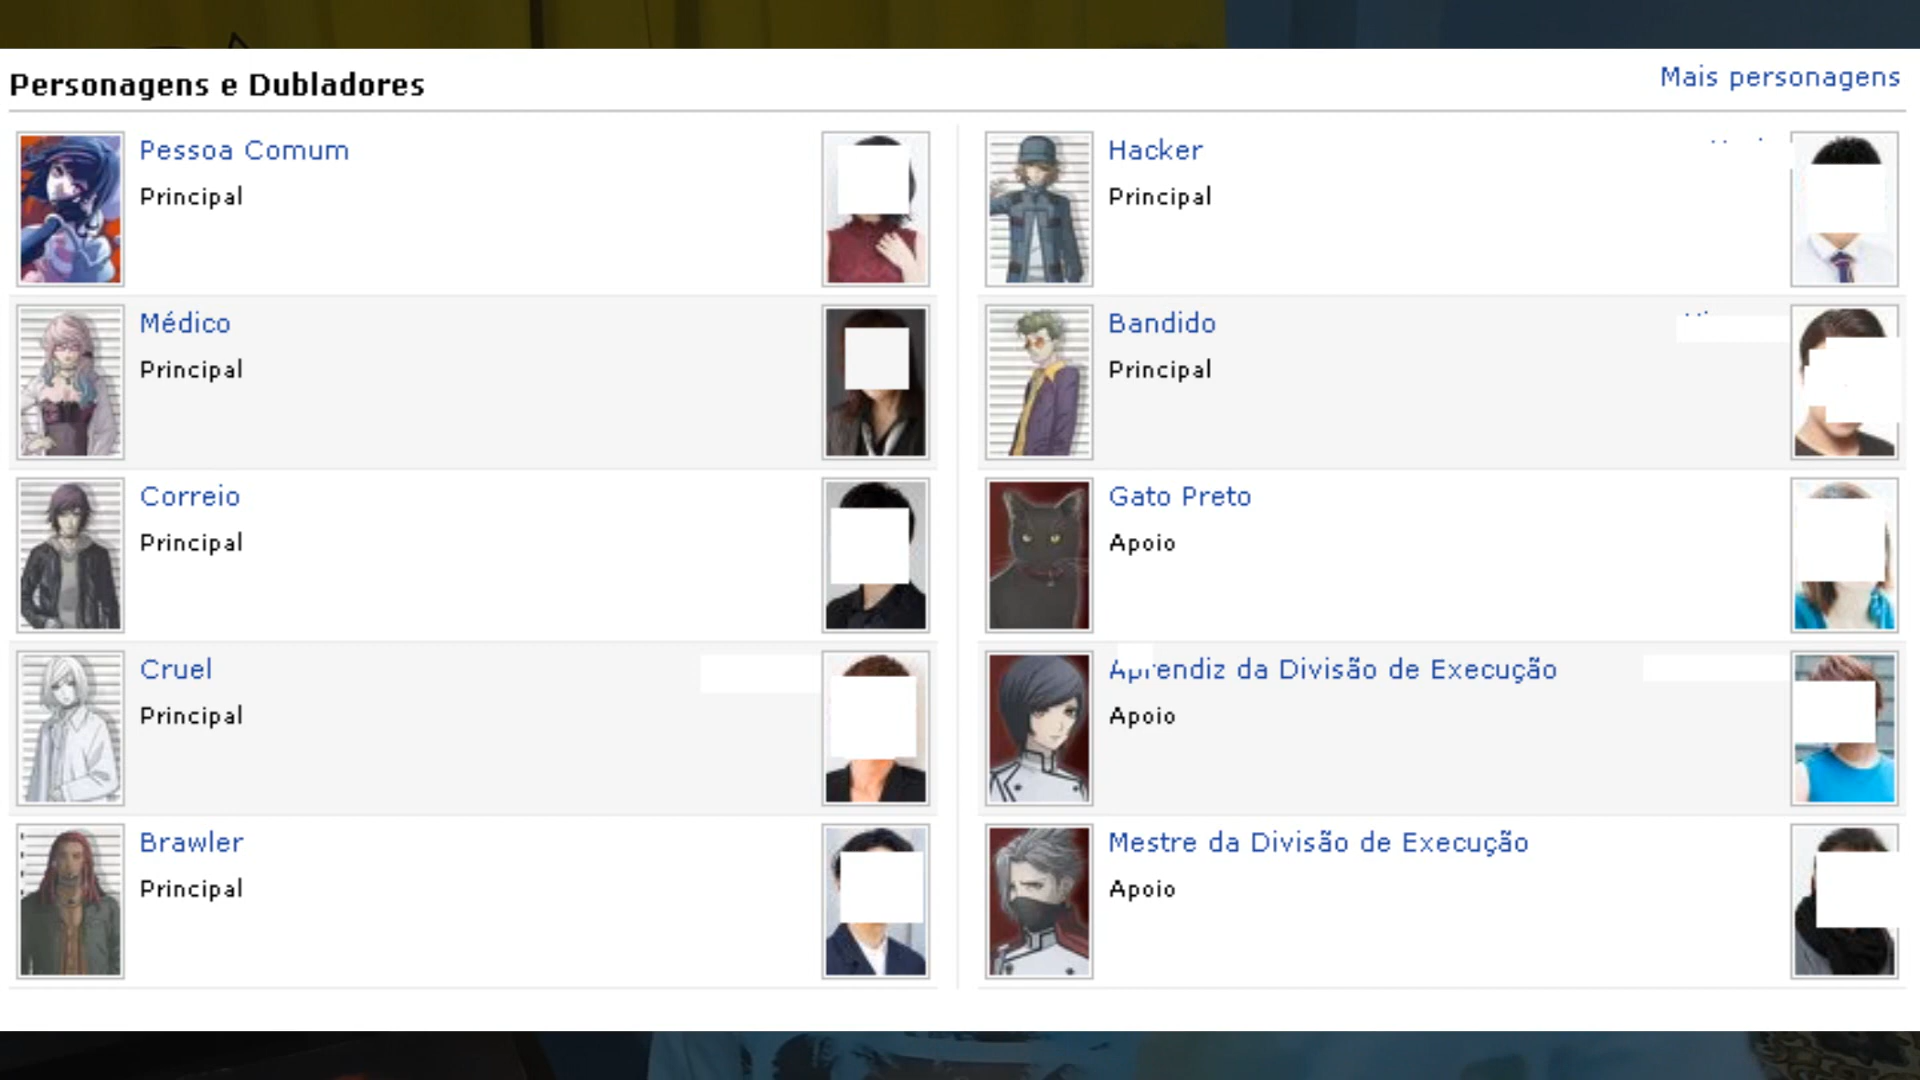 Personagens e Dubladores
Mais personagens
Pessoa Comum
Principal
Hacker
Principal
Médico
Principal
Bandido
Principal
Correio
Principal
Gato Preto
Apoio
Cruel
Principal
Aprendiz da Divisão de Execução
Apoio
Brawler
Principal
Mestre da Divisão de Execução
Apoio